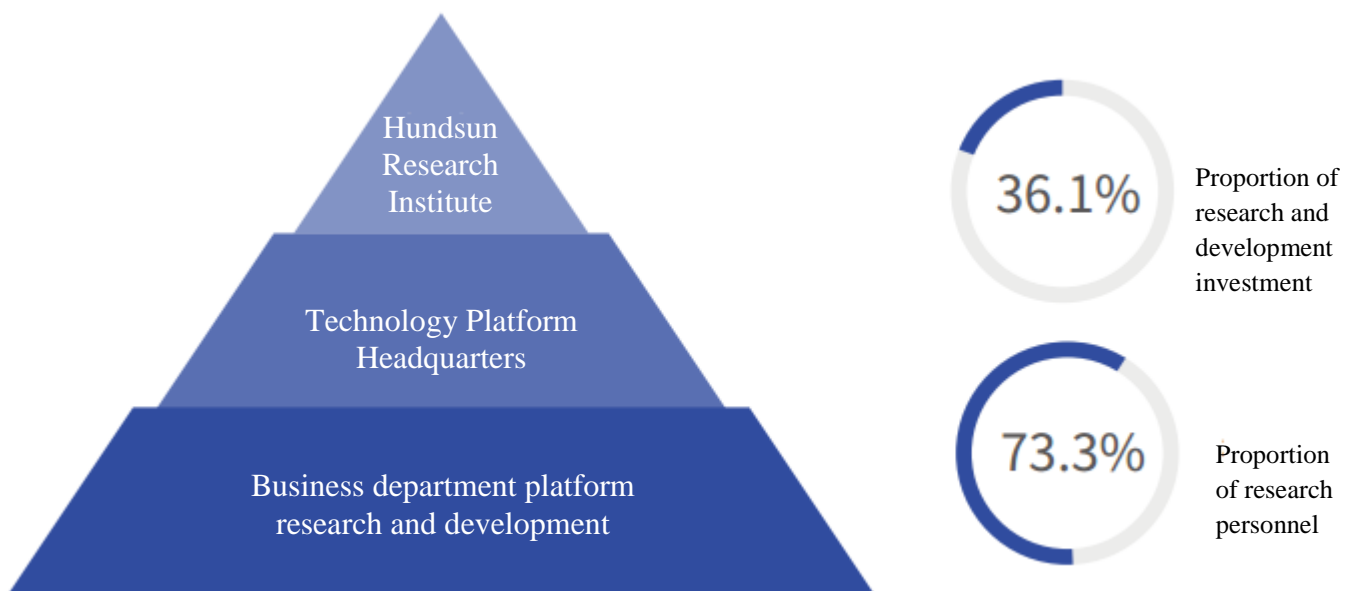 Hundsun
Research
Institute
Technology Platform
Headquarters
Business department platform
research and development
36.1%
Proportion of
research and
development
investment
73.3%
Proportion
of research
personnel